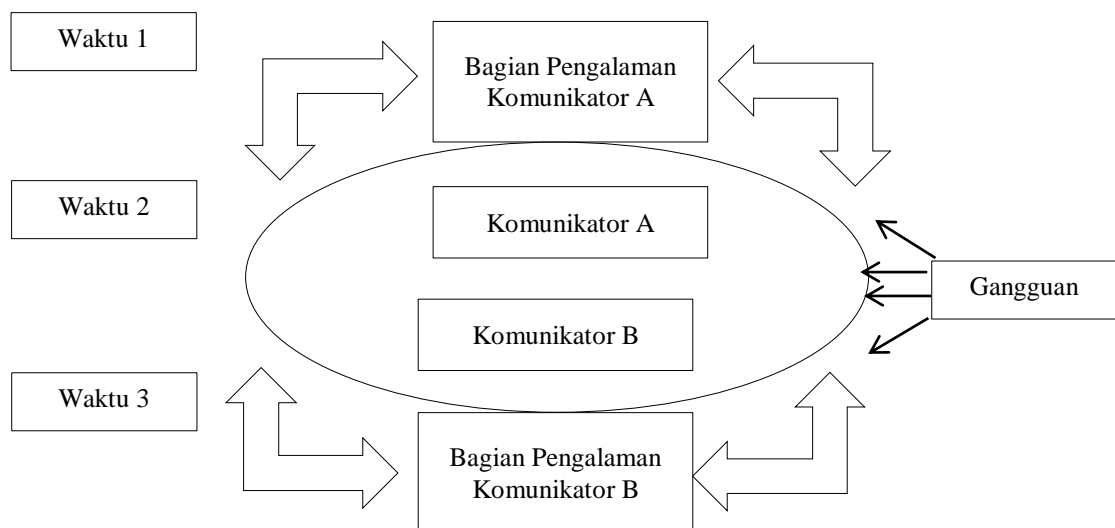 Waktu 1
Bagian Pengalaman
Komunikator A
Waktu 2
Komunikator A
Gangguan
Komunikator B
Waktu 3
Bagian Pengalaman
Komunikator B